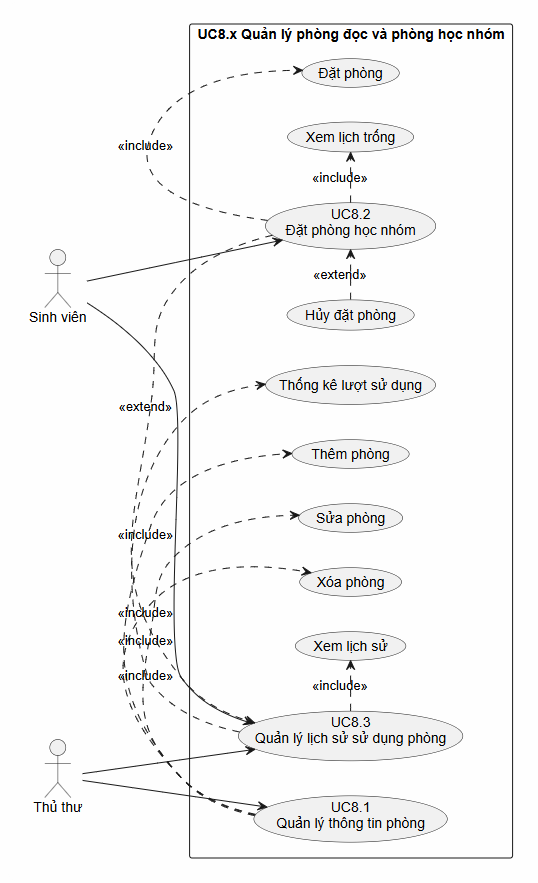 UC8.x Quản lý phòng đọc và phòng học nhóm
Đặt phòng
Xem lịch trống
«include»
«include»
UC8.2
Đặt phòng học nhóm
«extend»
Hủy đặt phòng
Sinh viên
Thống kê lượt sử dụng
«extend»
Thêm phòng
Sửa phòng
«include»
Xóa phòng
«include»
«include»
Xem lịch sử
«include»
«include»
UC8.3
Quản lý lịch sử sử dụng phòng
Thủ thư
UC8.1
Quản lý thông tin phòng